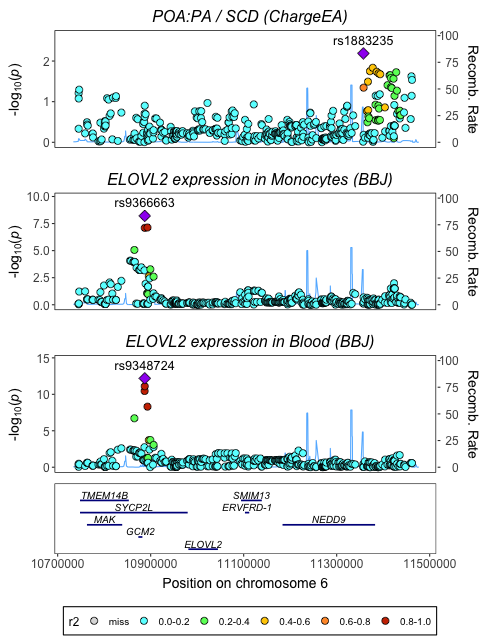 POA:PA / SCD (ChargeEA)
rs1883235
-log10(p)
Recomb. Rate
2
1
0
100
75
50
25
0
ELOVL2 expression in Monocytes (BBJ)
rs9366663
-log10(p)
Recomb. Rate
10.0
7.5
5.0
2.5
0.0
100
75
50
25
0
ELOVL2 expression in Blood (BBJ)
rs9348724
-log10(p)
Recomb. Rate
15
10
5
0
100
75
50
25
0
TMEM14B SMIM13
SYCP2L ERVFRD-1
MAK NEDD9
GCM2
ELOVL2
10700000 10900000 11100000 11300000 11500000
Position on chromosome 6
r2 miss 0.0-0.2 0.2-0.4 0.4-0.6 0.6-0.8 0.8-1.0